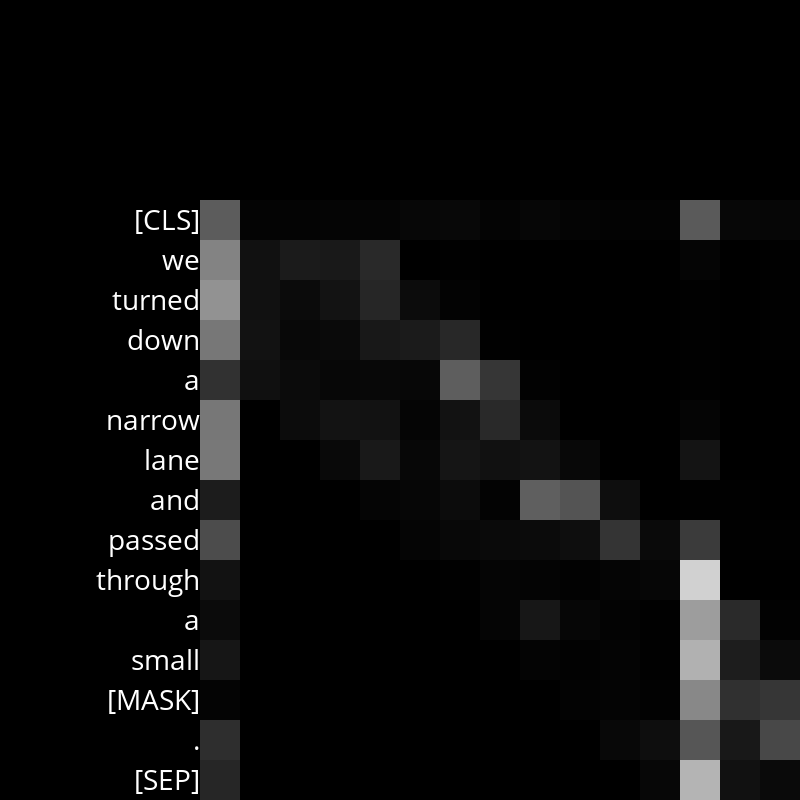 [CLS]
we
turned
down
a
narrow
lane
and
passed
through
a
small
[MASK]
.
[SEP]